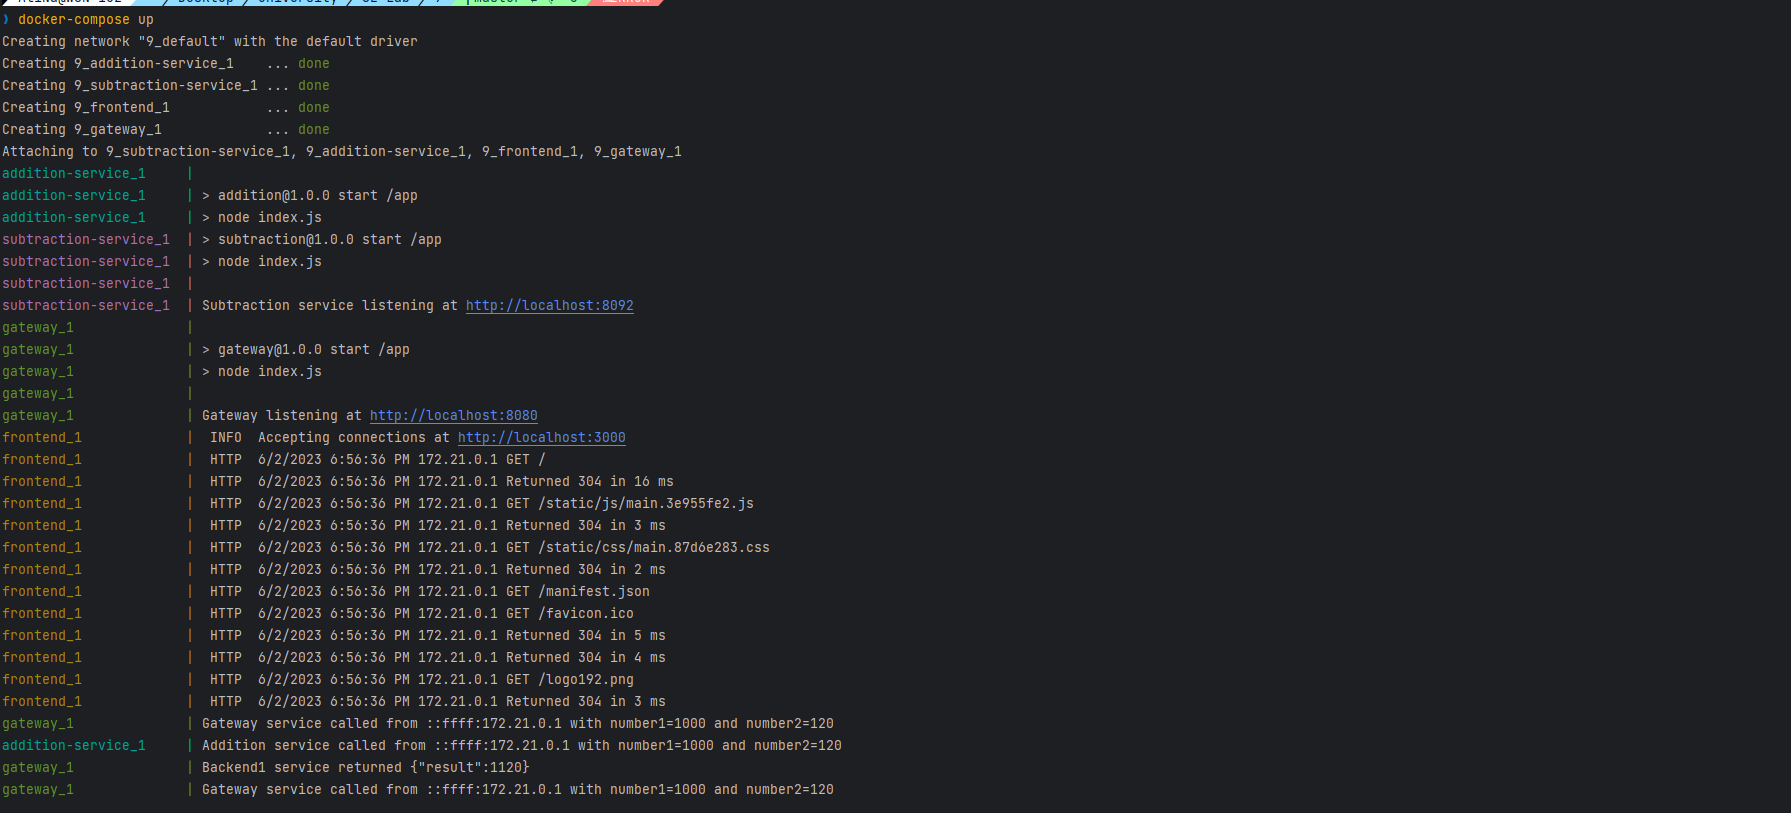 ❯ docker-compose up
Creating network "9_default" with the default driver
Creating 9_addition-service_1    ... done
Creating 9_subtraction-service_1 ... done
Creating 9_frontend_1            ... done
Creating 9_gateway_1             ... done
Attaching to 9_subtraction-service_1, 9_addition-service_1, 9_frontend_1, 9_gateway_1
addition-service_1     |
addition-service_1     | > addition@1.0.0 start /app
addition-service_1     | > node index.js
subtraction-service_1  | > subtraction@1.0.0 start /app
subtraction-service_1  | > node index.js
subtraction-service_1  |
subtraction-service_1  | Subtraction service listening at http://localhost:8092
gateway_1              |
gateway_1              | > gateway@1.0.0 start /app
gateway_1              | > node index.js
gateway_1              |
gateway_1              | Gateway listening at http://localhost:8080
frontend_1             |  INFO  Accepting connections at http://localhost:3000
frontend_1             |  HTTP  6/2/2023 6:56:36 PM 172.21.0.1 GET /
frontend_1             |  HTTP  6/2/2023 6:56:36 PM 172.21.0.1 Returned 304 in 16 ms
frontend_1             |  HTTP  6/2/2023 6:56:36 PM 172.21.0.1 GET /static/js/main.3e955fe2.js
frontend_1             |  HTTP  6/2/2023 6:56:36 PM 172.21.0.1 Returned 304 in 3 ms
frontend_1             |  HTTP  6/2/2023 6:56:36 PM 172.21.0.1 GET /static/css/main.87d6e283.css
frontend_1             |  HTTP  6/2/2023 6:56:36 PM 172.21.0.1 Returned 304 in 2 ms
frontend_1             |  HTTP  6/2/2023 6:56:36 PM 172.21.0.1 GET /manifest.json
frontend_1             |  HTTP  6/2/2023 6:56:36 PM 172.21.0.1 GET /favicon.ico
frontend_1             |  HTTP  6/2/2023 6:56:36 PM 172.21.0.1 Returned 304 in 5 ms
frontend_1             |  HTTP  6/2/2023 6:56:36 PM 172.21.0.1 Returned 304 in 4 ms
frontend_1             |  HTTP  6/2/2023 6:56:36 PM 172.21.0.1 GET /logo192.png
frontend_1             |  HTTP  6/2/2023 6:56:36 PM 172.21.0.1 Returned 304 in 3 ms
gateway_1              | Gateway service called from ::ffff:172.21.0.1 with number1=1000 and number2=120
addition-service_1     | Addition service called from ::ffff:172.21.0.1 with number1=1000 and number2=120
gateway_1              | Backend1 service returned {"result":1120}
gateway_1              | Gateway service called from ::ffff:172.21.0.1 with number1=1000 and number2=120